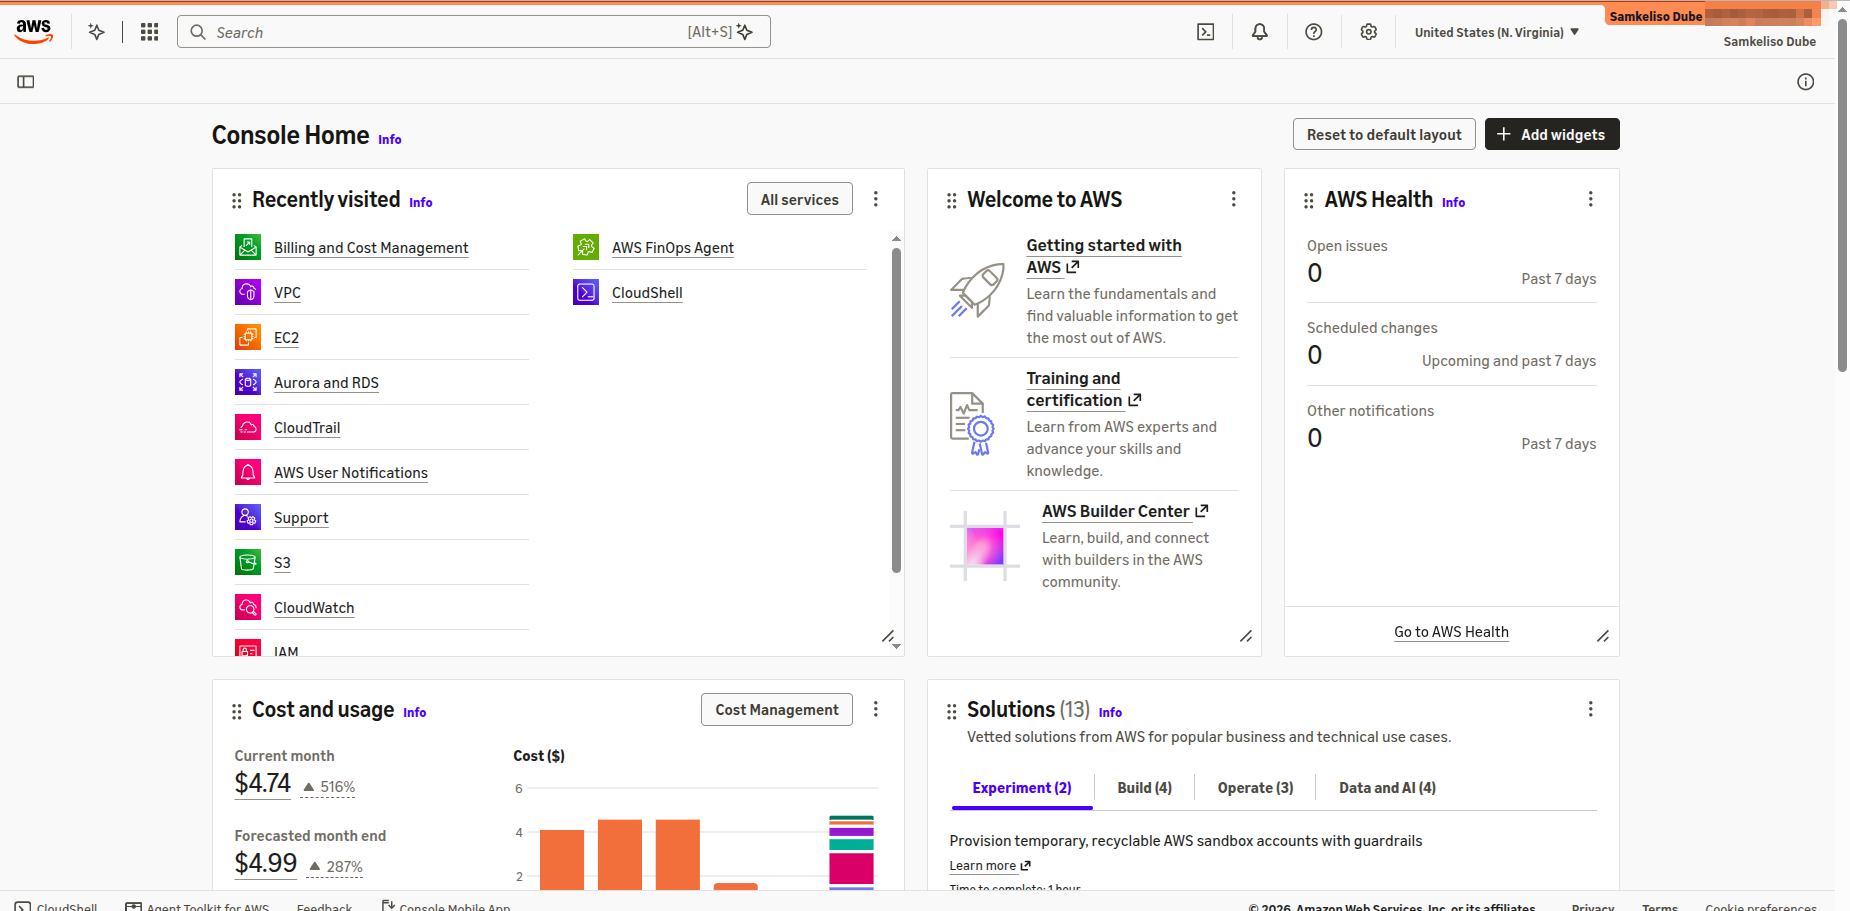 aws
Search
[Alt+S]
United States (N. Virginia)
Samkeliso Dube
Samkeliso Dube
Console Home Info
Reset to default layout
Add widgets
Recently visited Info
All services
Billing and Cost Management
VPC
EC2
Aurora and RDS
CloudTrail
AWS User Notifications
Support
S3
CloudWatch
IAM
AWS FinOps Agent
CloudShell
Welcome to AWS
Getting started with
AWS
Learn the fundamentals and
find valuable information to get
the most out of AWS.
Training and
certification
Learn from AWS experts and
advance your skills and
knowledge.
AWS Builder Center
Learn, build, and connect
with builders in the AWS
community.
AWS Health Info
Open issues
0
Past 7 days
Scheduled changes
0
Upcoming and past 7 days
Other notifications
0
Past 7 days
Go to AWS Health
Cost and usage Info
Cost Management
Current month
$4.74 516%
Forecasted month end
$4.99 287%
Cost ($)
6
4
2
Solutions (13) Info
Vetted solutions from AWS for popular business and technical use cases.
Experiment (2)
Build (4)
Operate (3)
Data and AI (4)
Provision temporary, recyclable AWS sandbox accounts with guardrails
Learn more
Time to complete: 1 hour
CloudShell
Agent Toolkit for AWS
Feedback
Console Mobile App
© 2026, Amazon Web Services, Inc. or its affiliates.
Privacy
Terms
Cookie preferences